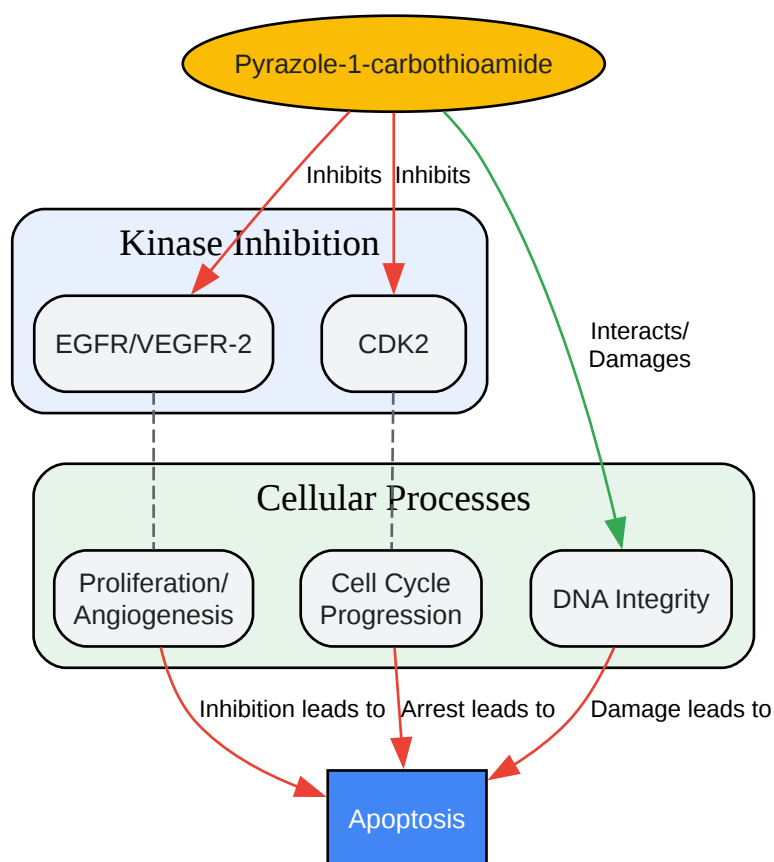 Pyrazole-1-carbothioamide
Inhibits
Inhibits
Kinase Inhibition
EGFR/VEGFR-2
CDK2
Interacts/
Damages
Cellular Processes
Proliferation/
Angiogenesis
Cell Cycle
Progression
DNA Integrity
Inhibition leads to
Arrest leads to
Damage leads to
Apoptosis